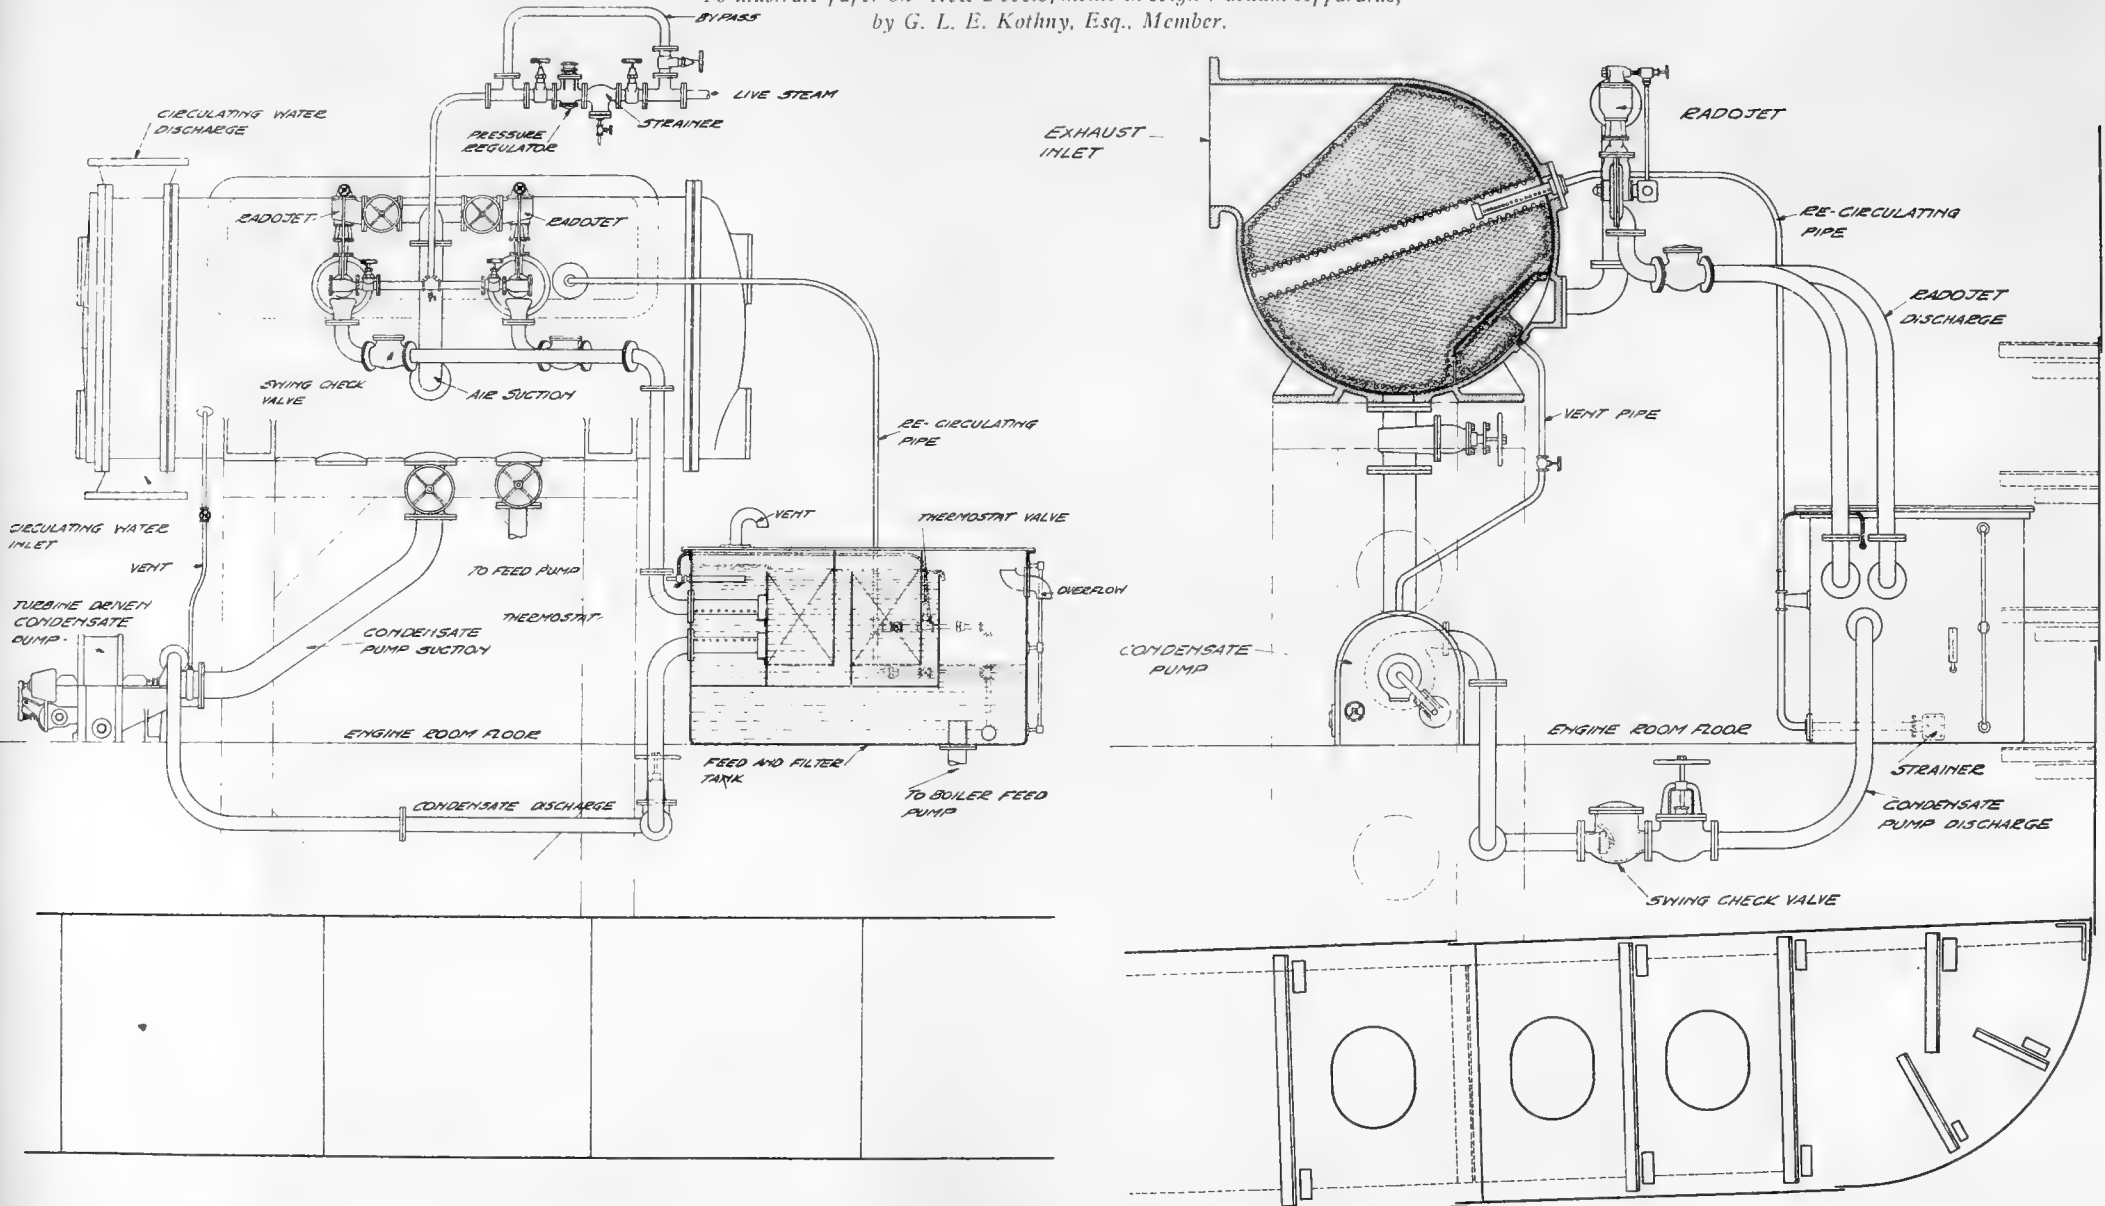 by G. L. E. Kothny, Esq., Member.
BYPASS
LIVE STEAM
STRAINER
PRESSURE
REGULATOR
CIRCULATING WATER
DISCHARGE
RADOJET
RADOJET
SWING CHECK
VALVE
AIR SUCTION
RE-CIRCULATING
PIPE
CIRCULATING WATER
INLET
VENT
TURBINE DRIVEN
CONDENSATE
PUMP
TO FEED PUMP
THERMOSTAT
CONDENSATE
PUMP SUCTION
VENT
THERMOSTAT VALVE
OVERFLOW
ENGINE ROOM FLOOR
FEED AND FILTER
TANK
CONDENSATE DISCHARGE
TO BOILER FEED
PUMP
EXHAUST
INLET
RADOJET
RE-CIRCULATING
PIPE
RADOJET
DISCHARGE
VENT PIPE
CONDENSATE
PUMP
ENGINE ROOM FLOOR
STRAINER
CONDENSATE
PUMP DISCHARGE
SWING CHECK VALVE